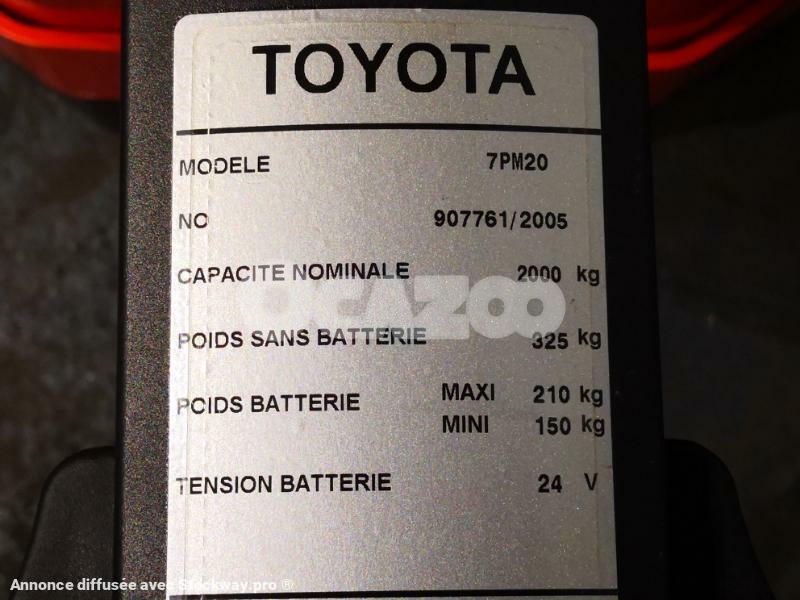 TOYOTA
MODELE 7PM20
NO 907761/2005
CAPACITE NOMINALE 2000 kg
OCAZOO
POIDS SANS BATTERIE 325 kg
POIDS BATTERIE MAXI 210 kg
MINI 150 kg
TENSION BATTERIE 24 V
Annonce diffusée avec Stockway.pro ®